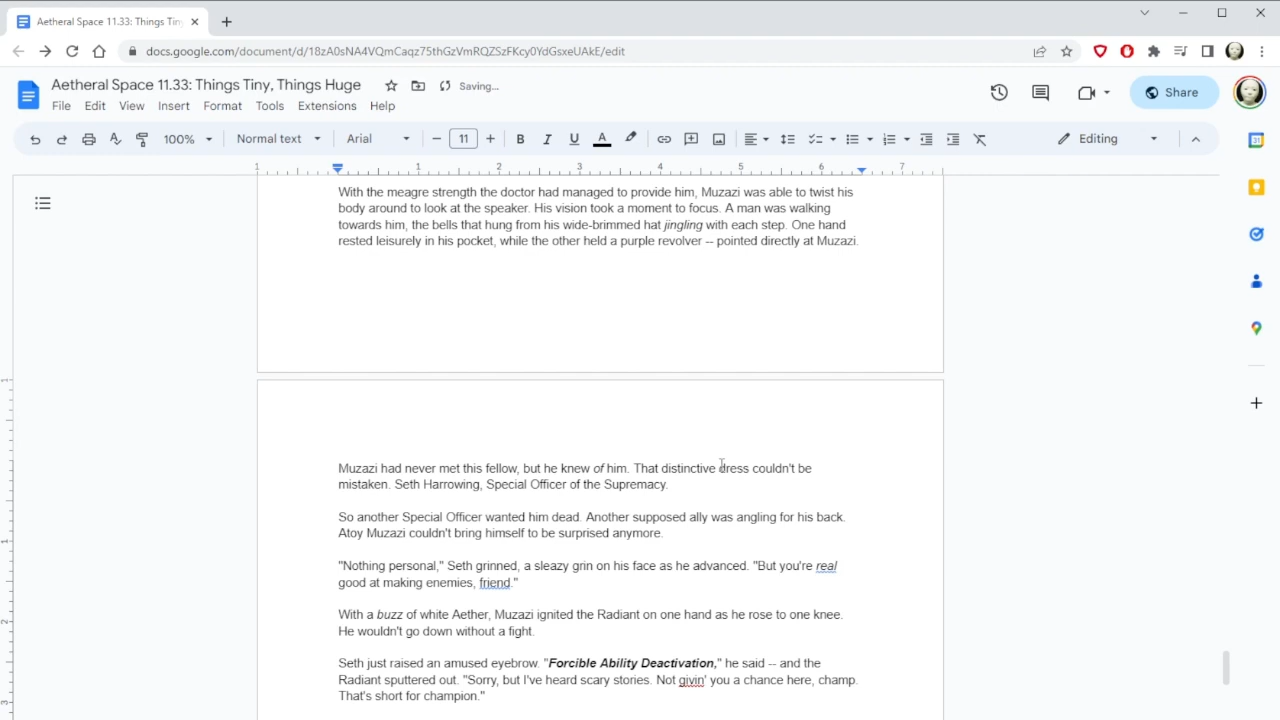 Aetheral Space 11.33: Things Tin
docs.google.com/document/d/18zA0sNA4VQmCaqz75thGzVmRQZSzFKcy0YdGsxeUAkE/edit
Aetheral Space 11.33: Things Tiny, Things Huge
Saving...
File Edit View Insert Format Tools Extensions Help
Share
100% Normal text Arial 11 Editing
1 1 2 3 4 5 6 7
With the meagre strength the doctor had managed to provide him, Muzazi was able to twist his
body around to look at the speaker. His vision took a moment to focus. A man was walking
towards him, the bells that hung from his wide-brimmed hat jingling with each step. One hand
rested leisurely in his pocket, while the other held a purple revolver -- pointed directly at Muzazi.
Muzazi had never met this fellow, but he knew of him. That distinctive dress couldn't be
mistaken. Seth Harrowing, Special Officer of the Supremacy.
So another Special Officer wanted him dead. Another supposed ally was angling for his back.
Atoy Muzazi couldn't bring himself to be surprised anymore.
"Nothing personal," Seth grinned, a sleazy grin on his face as he advanced. "But you're real
good at making enemies, friend."
With a buzz of white Aether, Muzazi ignited the Radiant on one hand as he rose to one knee.
He wouldn't go down without a fight.
Seth just raised an amused eyebrow. "Forcible Ability Deactivation," he said -- and the
Radiant sputtered out. "Sorry, but I've heard scary stories. Not givin' you a chance here, champ.
That's short for champion."